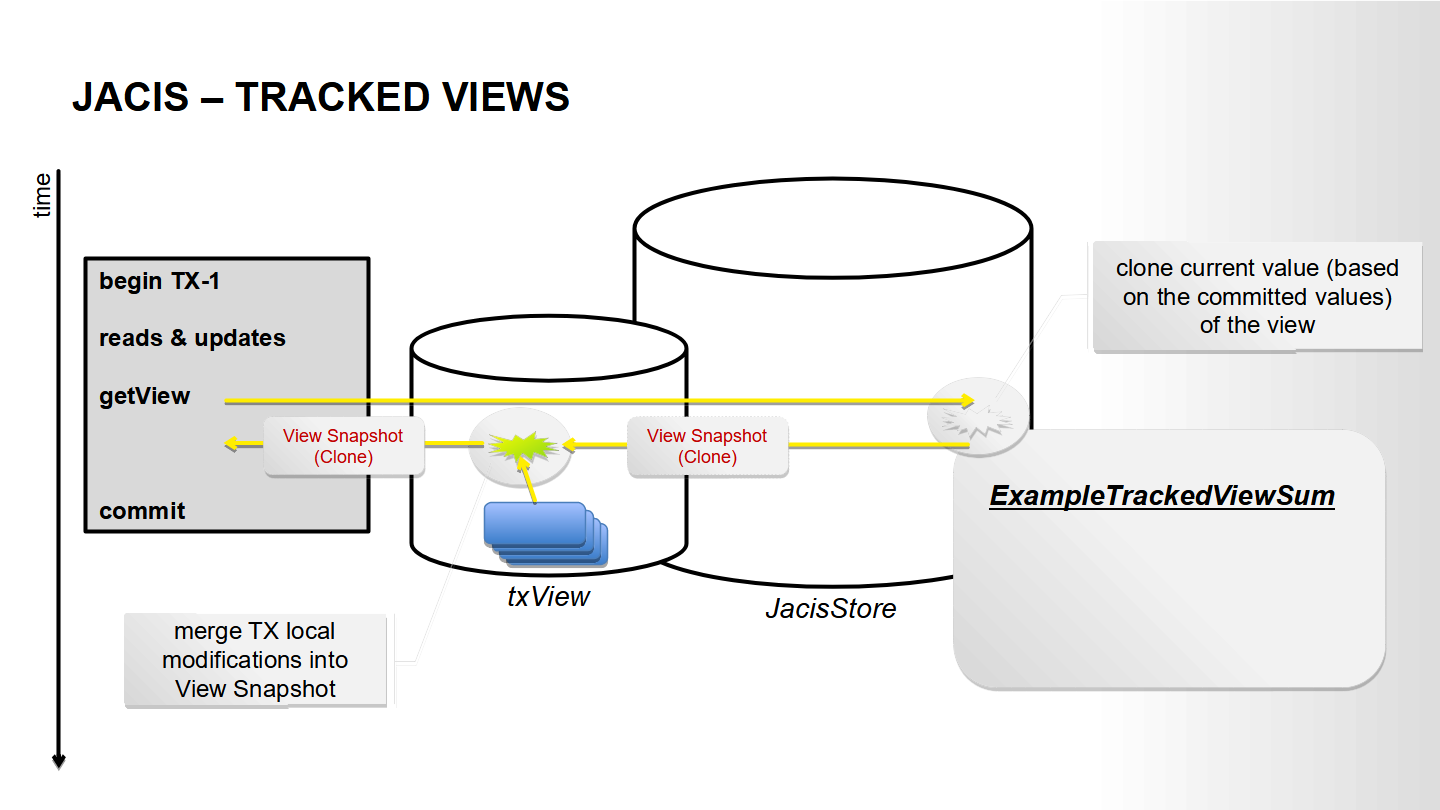 JACIS – TRACKED VIEWS
time
begin TX-1
reads & updates
getView
commit
View Snapshot
(Clone)
View Snapshot
(Clone)
clone current value (based
on the committed values)
of the view
ExampleTrackedViewSum
txView
JacisStore
merge TX local
modifications into
View Snapshot